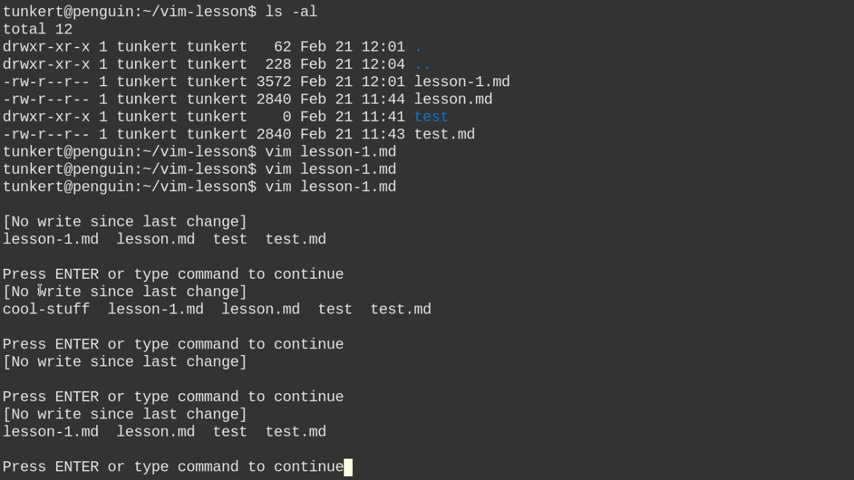 tunkert@penguin:~/vim-lesson$ ls -al
total 12
drwxr-xr-x 1 tunkert tunkert   62 Feb 21 12:01 .
drwxr-xr-x 1 tunkert tunkert  228 Feb 21 12:04 ..
-rw-r--r-- 1 tunkert tunkert 3572 Feb 21 12:01 lesson-1.md
-rw-r--r-- 1 tunkert tunkert 2840 Feb 21 11:44 lesson.md
drwxr-xr-x 1 tunkert tunkert    0 Feb 21 11:41 test
-rw-r--r-- 1 tunkert tunkert 2840 Feb 21 11:43 test.md
tunkert@penguin:~/vim-lesson$ vim lesson-1.md
tunkert@penguin:~/vim-lesson$ vim lesson-1.md
tunkert@penguin:~/vim-lesson$ vim lesson-1.md
[No write since last change]
lesson-1.md  lesson.md  test  test.md
Press ENTER or type command to continue
[No write since last change]
cool-stuff  lesson-1.md  lesson.md  test  test.md
Press ENTER or type command to continue
[No write since last change]
Press ENTER or type command to continue
[No write since last change]
lesson-1.md  lesson.md  test  test.md
Press ENTER or type command to continue